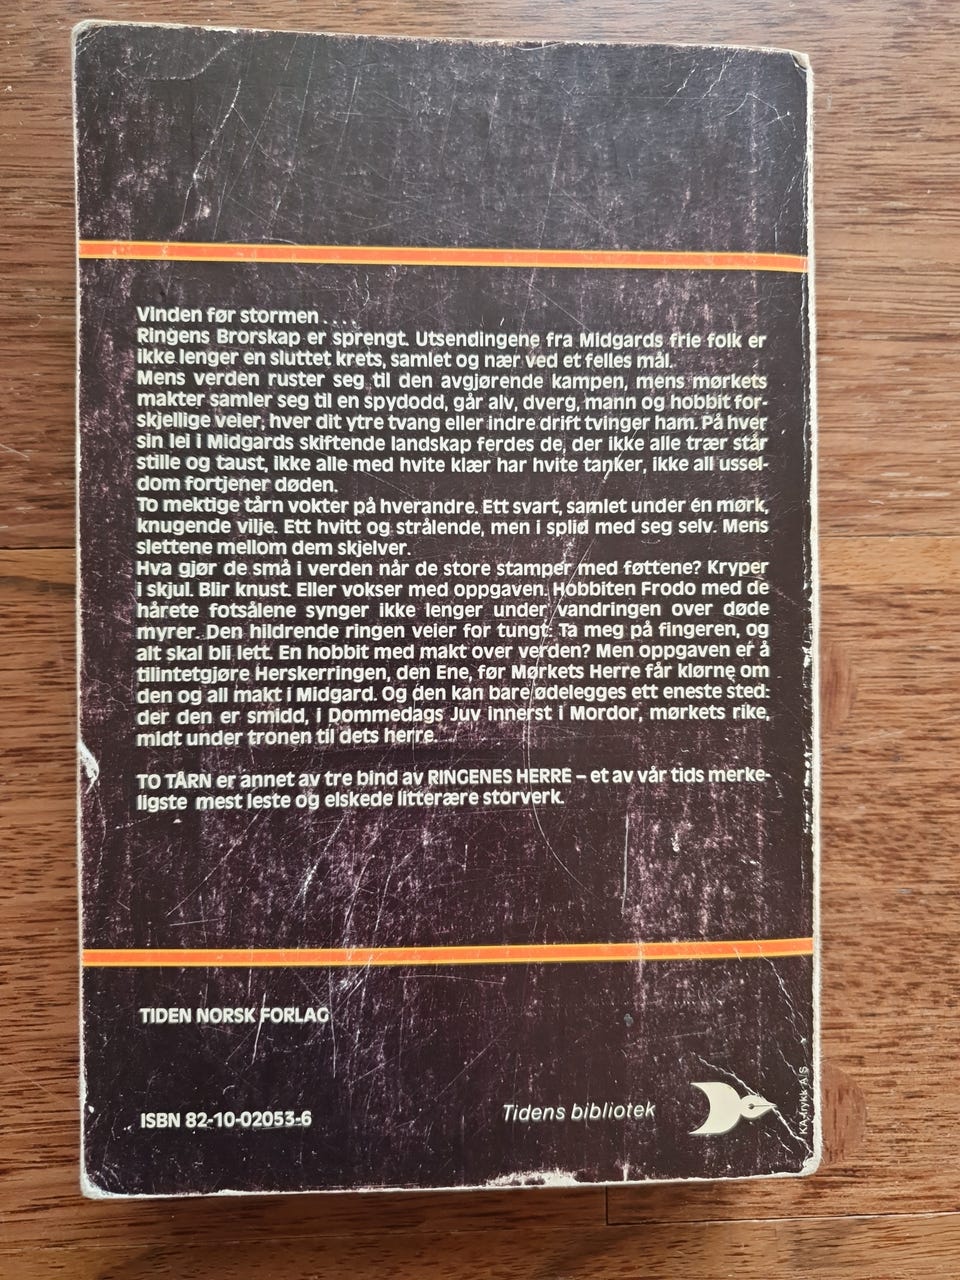 Vinden før stormen . . . .
Ringens Brorskap er sprengt. Utsendingene fra Midgards frie folk er
ikke lenger en sluttet krets, samlet og nær ved et felles mål.
Mens verden ruster seg til den avgjørende kampen, mens mørkets
makter samler seg til en spydodd, går alv, dverg, mann og hobbit for-
skjellige veier, hver dit ytre tvang eller indre drift tvinger ham. På hver
sin lei i Midgards skiftende landskap ferdes de, der ikke alle trær står
stille og taust, ikke alle med hvite klær har hvite tanker, ikke all ussel-
dom fortjener døden.
To mektige tårn vokter på hverandre. Ett svart, samlet under én mørk,
knugende vilje. Ett hvitt og strålende, men i splid med seg selv. Mens
slettene mellom dem skjelver.
Hva gjør de små i verden når de store stamper med føttene? Kryper
i skjul. Blir knust. Eller vokser med oppgaven. Hobbiten Frodo med de
hårete fotsålene synger ikke lenger under vandringen over døde
myrer. Den hildrende ringen veier for tungt: Ta meg på fingeren, og
alt skal bli lett. En hobbit med makt over verden? Men oppgaven er å
tilintetgjøre Herskerringen, den Ene, før Mørkets Herre får klørne om
den og all makt i Midgard. Og den kan bare ødelegges ett eneste sted:
der den er smidd, i Dommedags Juv innerst i Mordor, mørkets rike,
midt under tronen til dets herre.
TO TÅRN er annet av tre bind av RINGENES HERRE – et av vår tids merke-
ligste mest leste og elskede litterære storverk.
TIDEN NORSK FORLAG
ISBN 82-10-02053-6
Tidens bibliotek
KA-trykk A/S